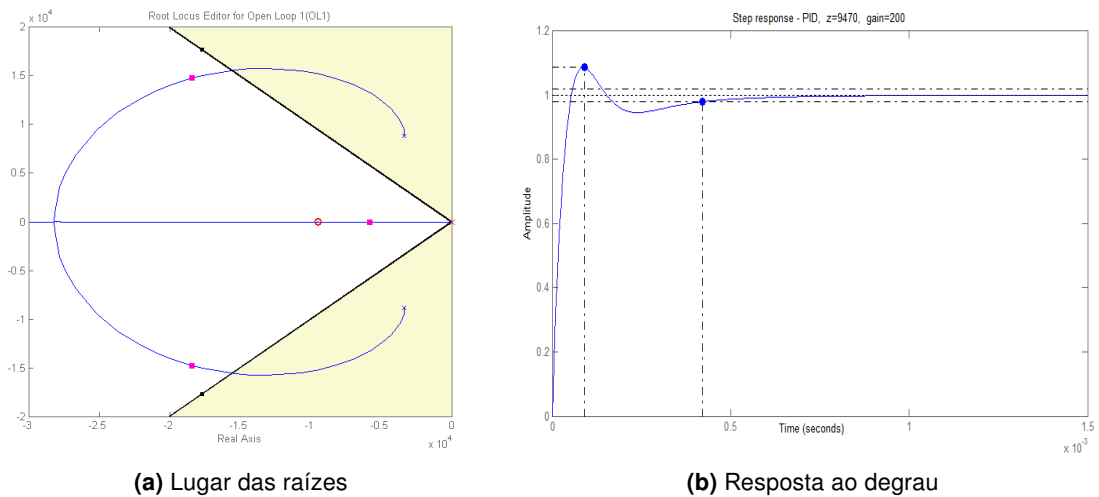 Root Locus Editor for Open Loop 1(OL1)
x 10^4
2
1.5
1
0.5
0
-0.5
-1
-1.5
-2
-3
-2.5
-2
-1.5
-1
-0.5
0
Real Axis
x 10^4
(a) Lugar das raízes
Step response - PID, z=9470, gain=200
1.2
1
0.8
0.6
0.4
0.2
0
Amplitude
0
0.5
1
1.5
Time (seconds)
x 10^-3
(b) Resposta ao degrau